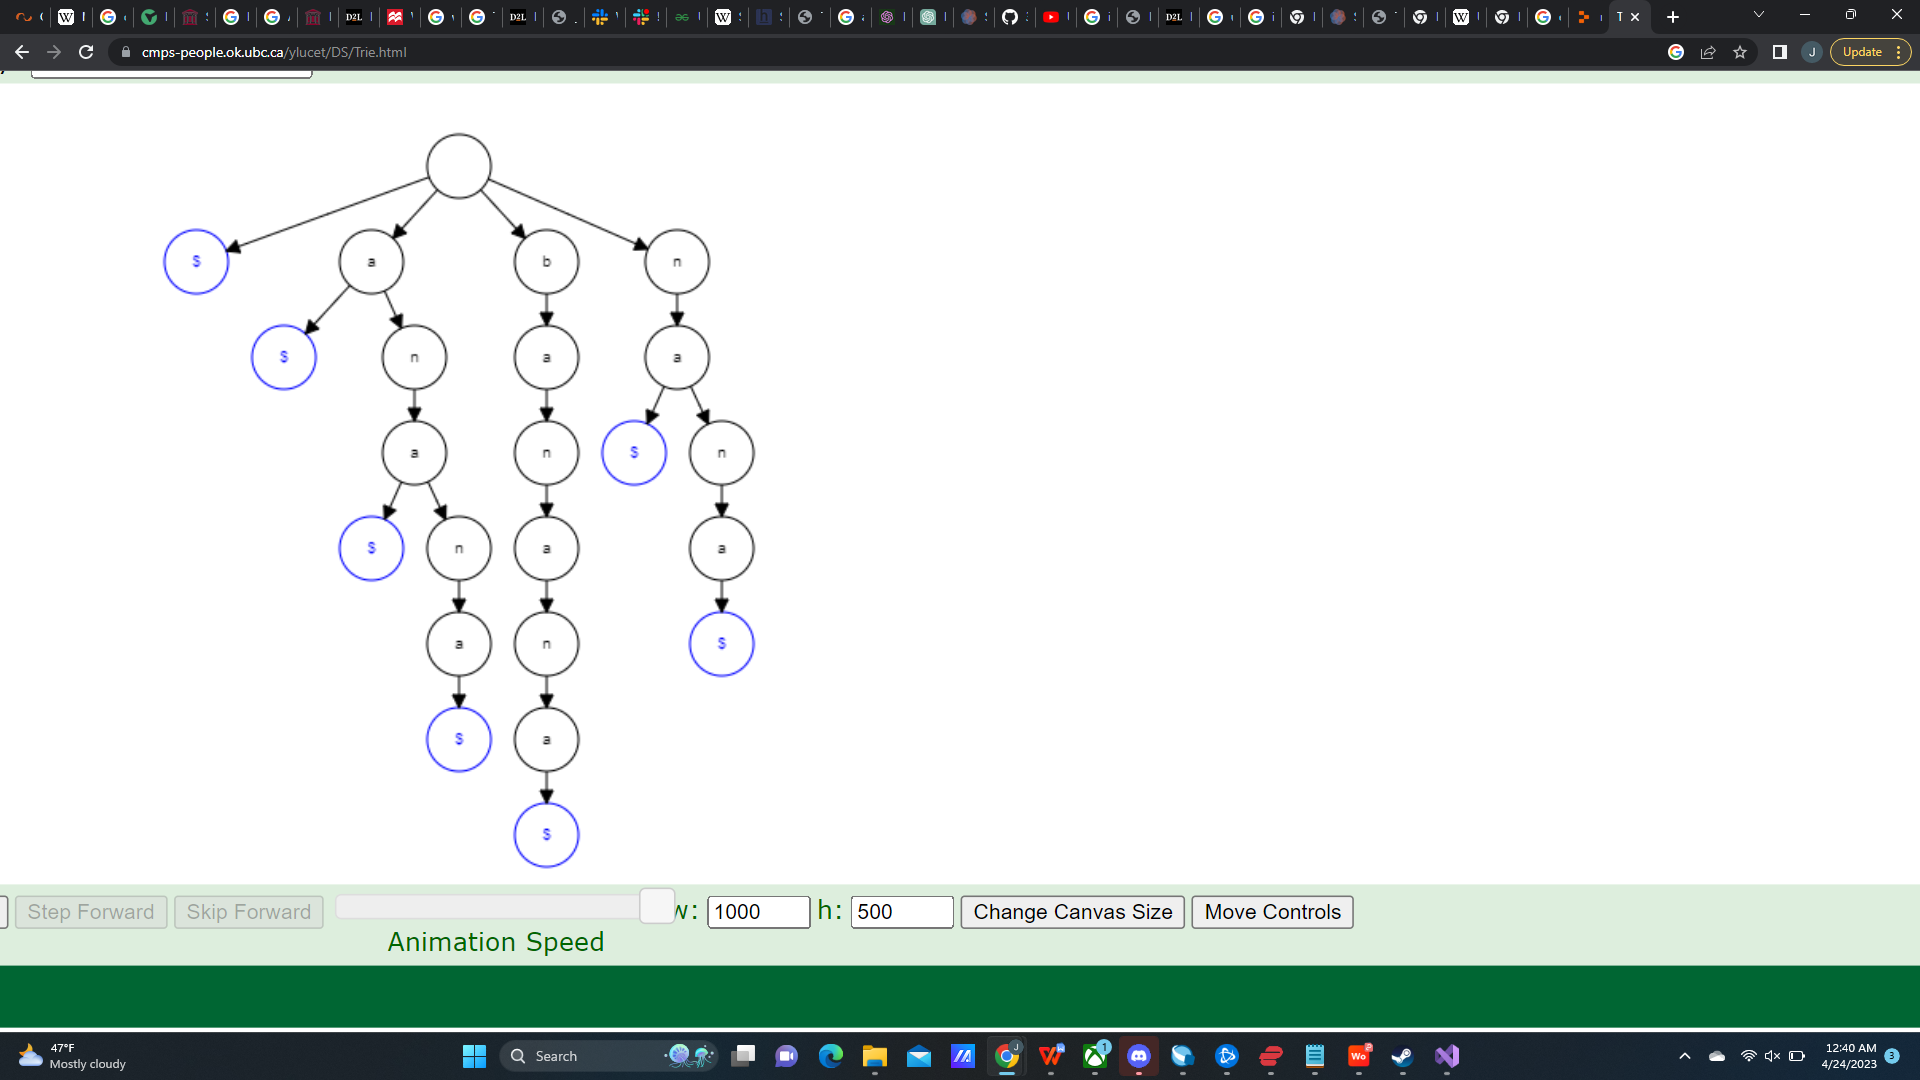 cmps-people.ok.ubc.ca/ylucet/DS/Trie.html
J
Update
$ a b n
$ n a a
a n $ n
$ n a a
a n $
$ a
$
Step Forward
Skip Forward
w:
1000
h:
500
Change Canvas Size
Move Controls
Animation Speed
47°F
Mostly cloudy
Search
12:40 AM
4/24/2023
3